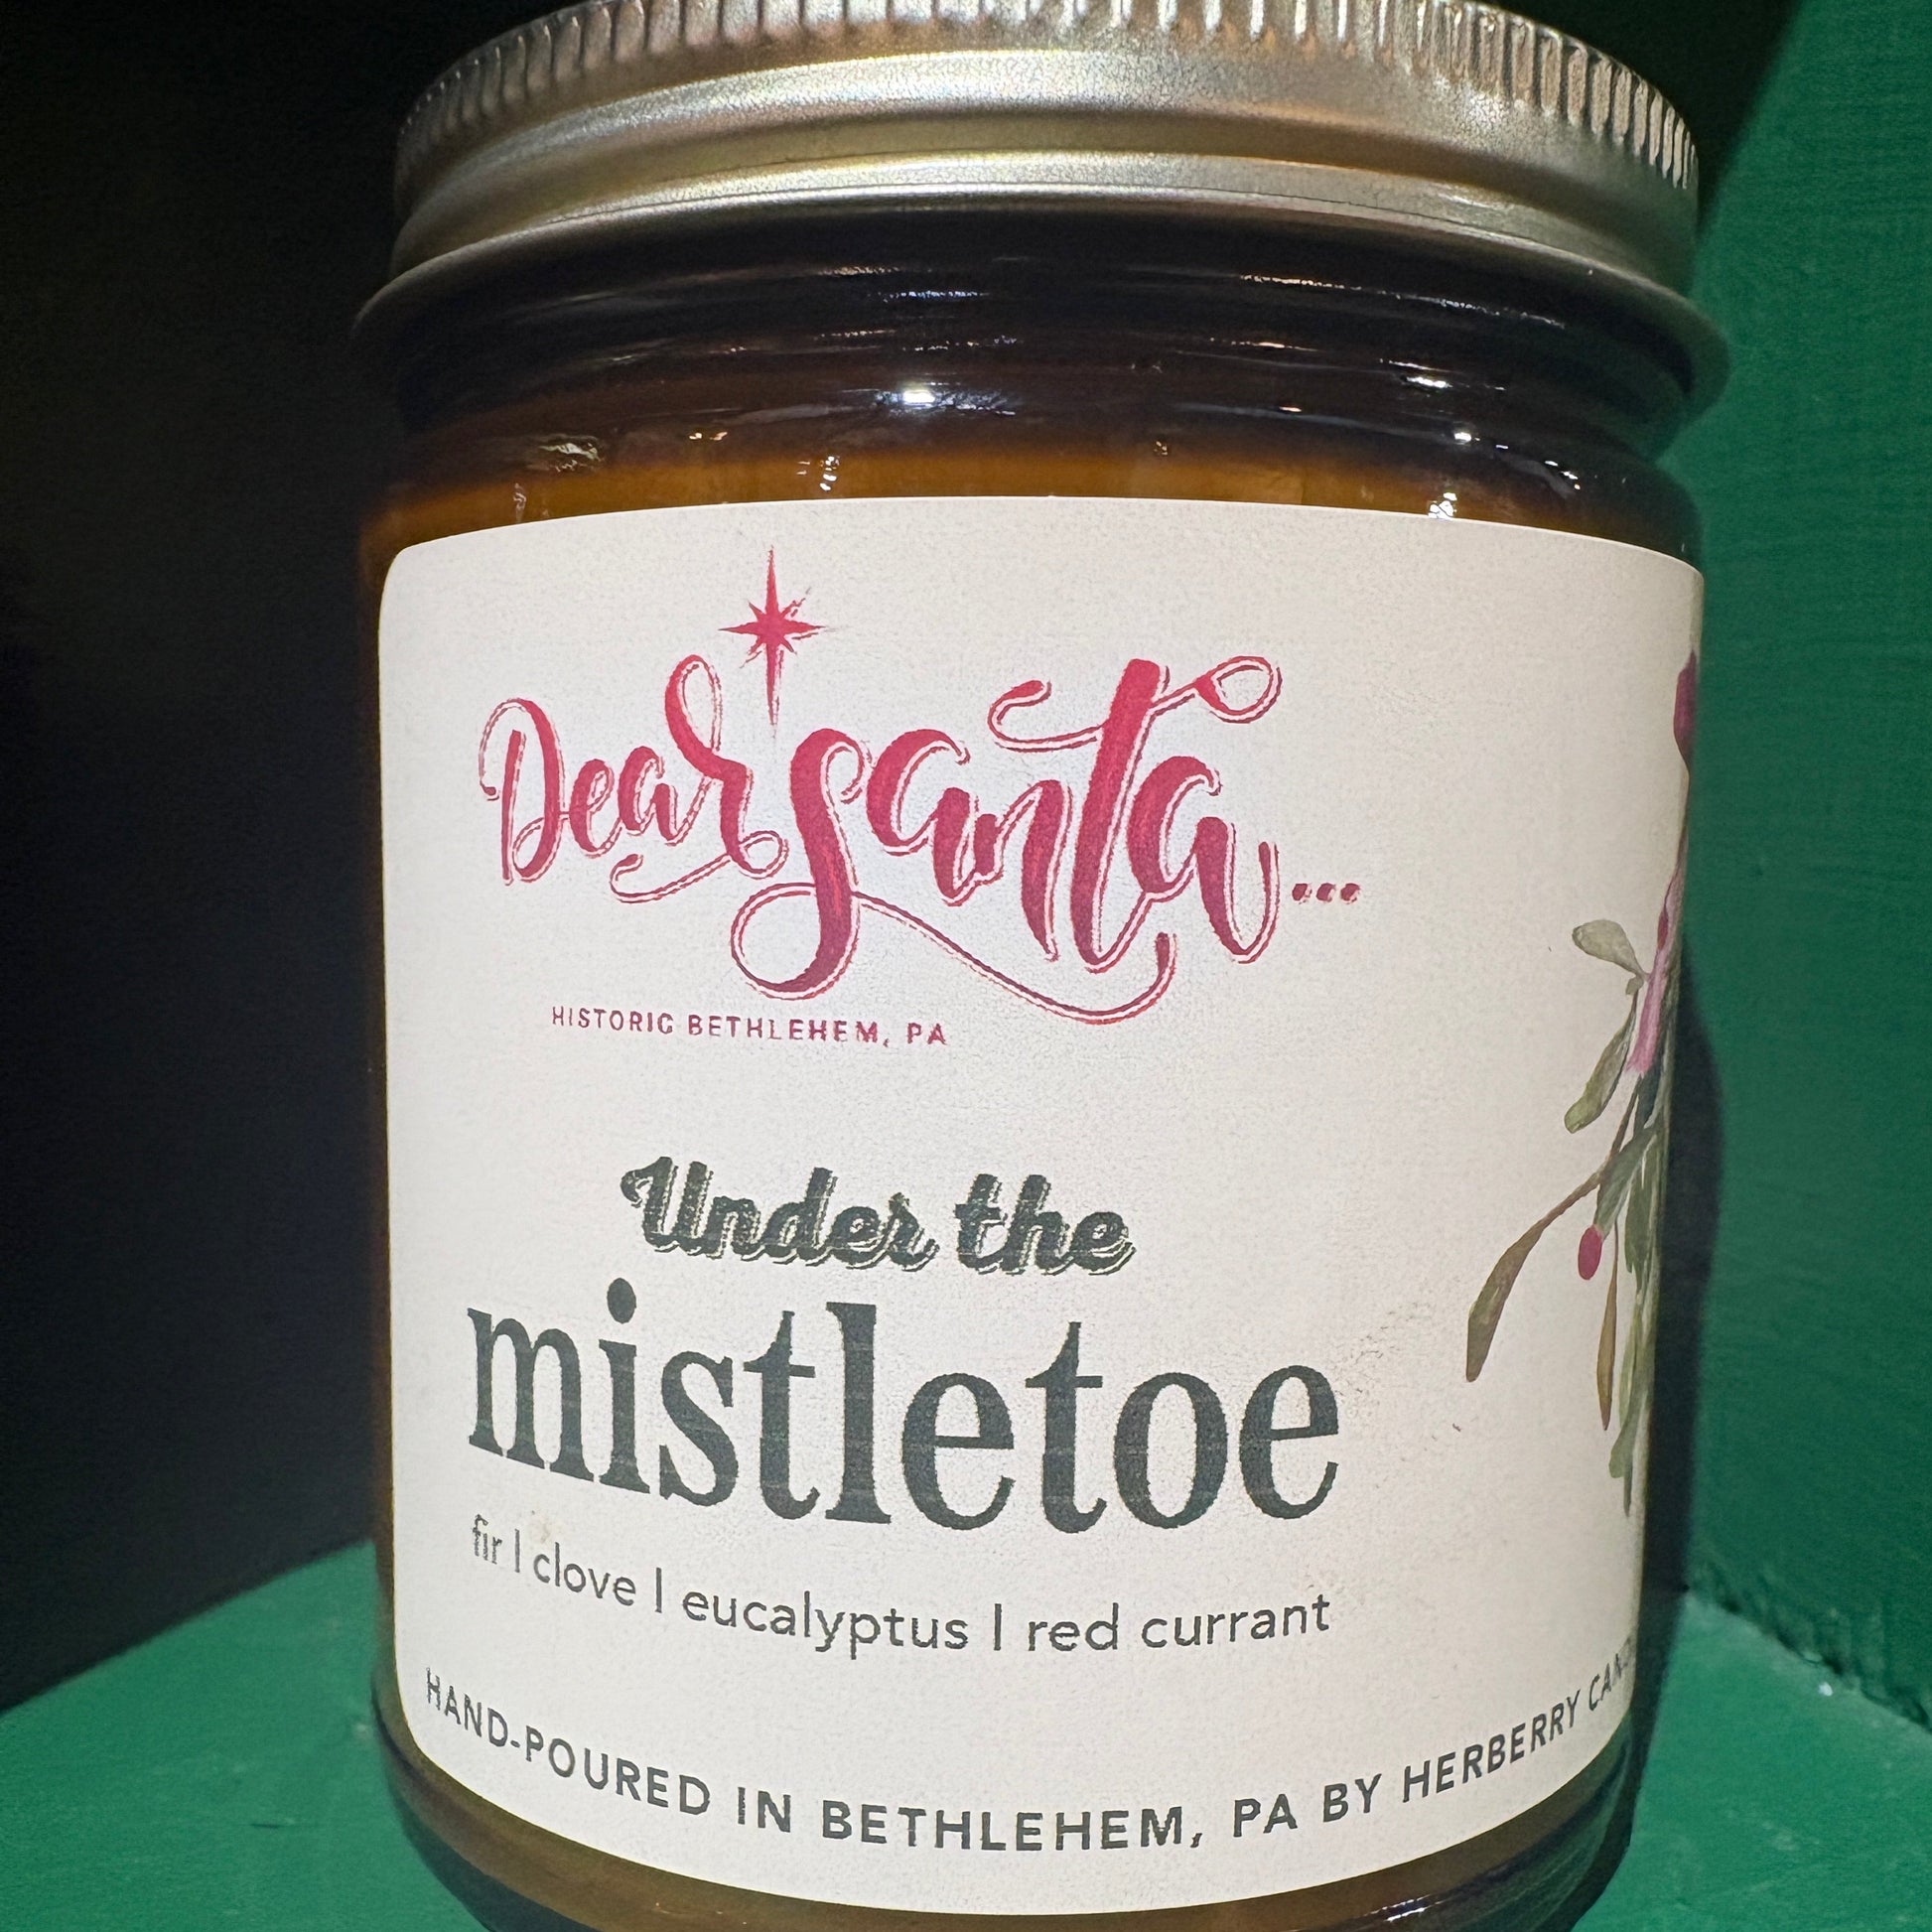 Dear Santa...
HISTORIC BETHLEHEM, PA
Under the
mistletoe
fir | clove | eucalyptus | red currant
HAND-POURED IN BETHLEHEM, PA BY HERBERRY